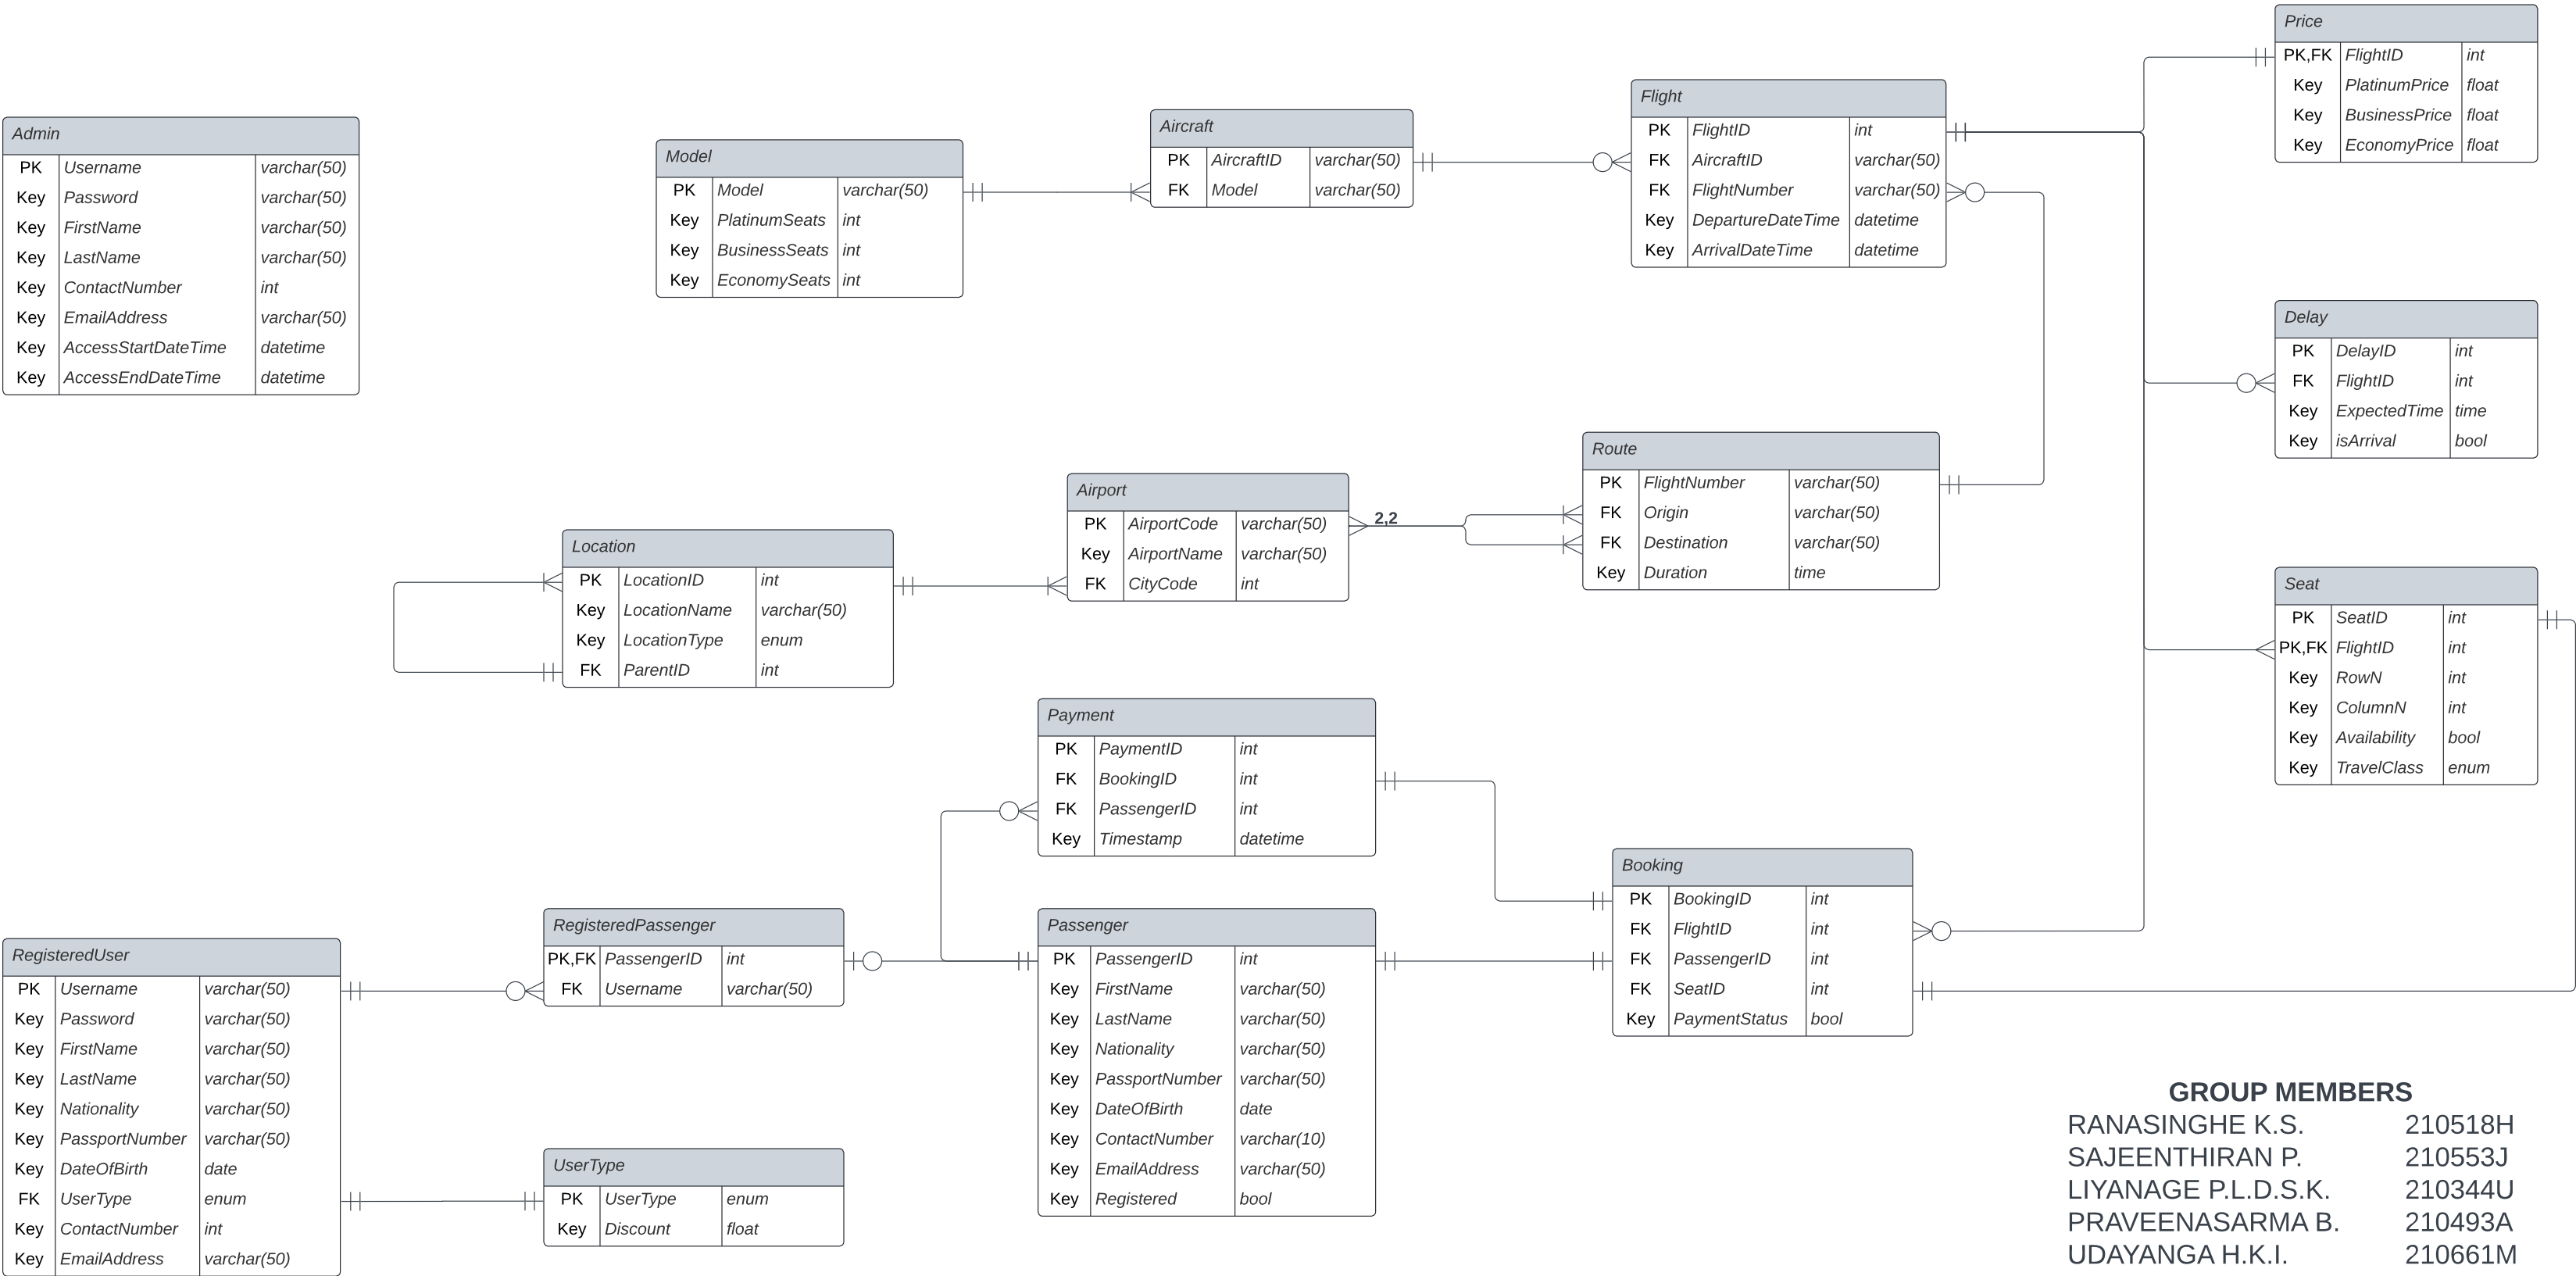 Admin
PK Username varchar(50)
Key Password varchar(50)
Key FirstName varchar(50)
Key LastName varchar(50)
Key ContactNumber int
Key EmailAddress varchar(50)
Key AccessStartDateTime datetime
Key AccessEndDateTime datetime
Model
PK Model varchar(50)
Key PlatinumSeats int
Key BusinessSeats int
Key EconomySeats int
Aircraft
PK AircraftID varchar(50)
FK Model varchar(50)
Flight
PK FlightID int
FK AircraftID varchar(50)
FK FlightNumber varchar(50)
Key DepartureDateTime datetime
Key ArrivalDateTime datetime
Price
PK,FK FlightID int
Key PlatinumPrice float
Key BusinessPrice float
Key EconomyPrice float
Delay
PK DelayID int
FK FlightID int
Key ExpectedTime time
Key isArrival bool
Location
PK LocationID int
Key LocationName varchar(50)
Key LocationType enum
FK ParentID int
Airport
PK AirportCode varchar(50)
Key AirportName varchar(50)
FK CityCode int
2,2
Route
PK FlightNumber varchar(50)
FK Origin varchar(50)
FK Destination varchar(50)
Key Duration time
Seat
PK SeatID int
PK,FK FlightID int
Key RowN int
Key ColumnN int
Key Availability bool
Key TravelClass enum
Payment
PK PaymentID int
FK BookingID int
FK PassengerID int
Key Timestamp datetime
Booking
PK BookingID int
FK FlightID int
FK PassengerID int
FK SeatID int
Key PaymentStatus bool
RegisteredUser
PK Username varchar(50)
Key Password varchar(50)
Key FirstName varchar(50)
Key LastName varchar(50)
Key Nationality varchar(50)
Key PassportNumber varchar(50)
Key DateOfBirth date
FK UserType enum
Key ContactNumber int
Key EmailAddress varchar(50)
RegisteredPassenger
PK,FK PassengerID int
FK Username varchar(50)
UserType
PK UserType enum
Key Discount float
Passenger
PK PassengerID int
Key FirstName varchar(50)
Key LastName varchar(50)
Key Nationality varchar(50)
Key PassportNumber varchar(50)
Key DateOfBirth date
Key ContactNumber varchar(10)
Key EmailAddress varchar(50)
Key Registered bool
GROUP MEMBERS
RANASINGHE K.S. 210518H
SAJEENTHIRAN P. 210553J
LIYANAGE P.L.D.S.K. 210344U
PRAVEENASARMA B. 210493A
UDAYANGA H.K.I. 210661M